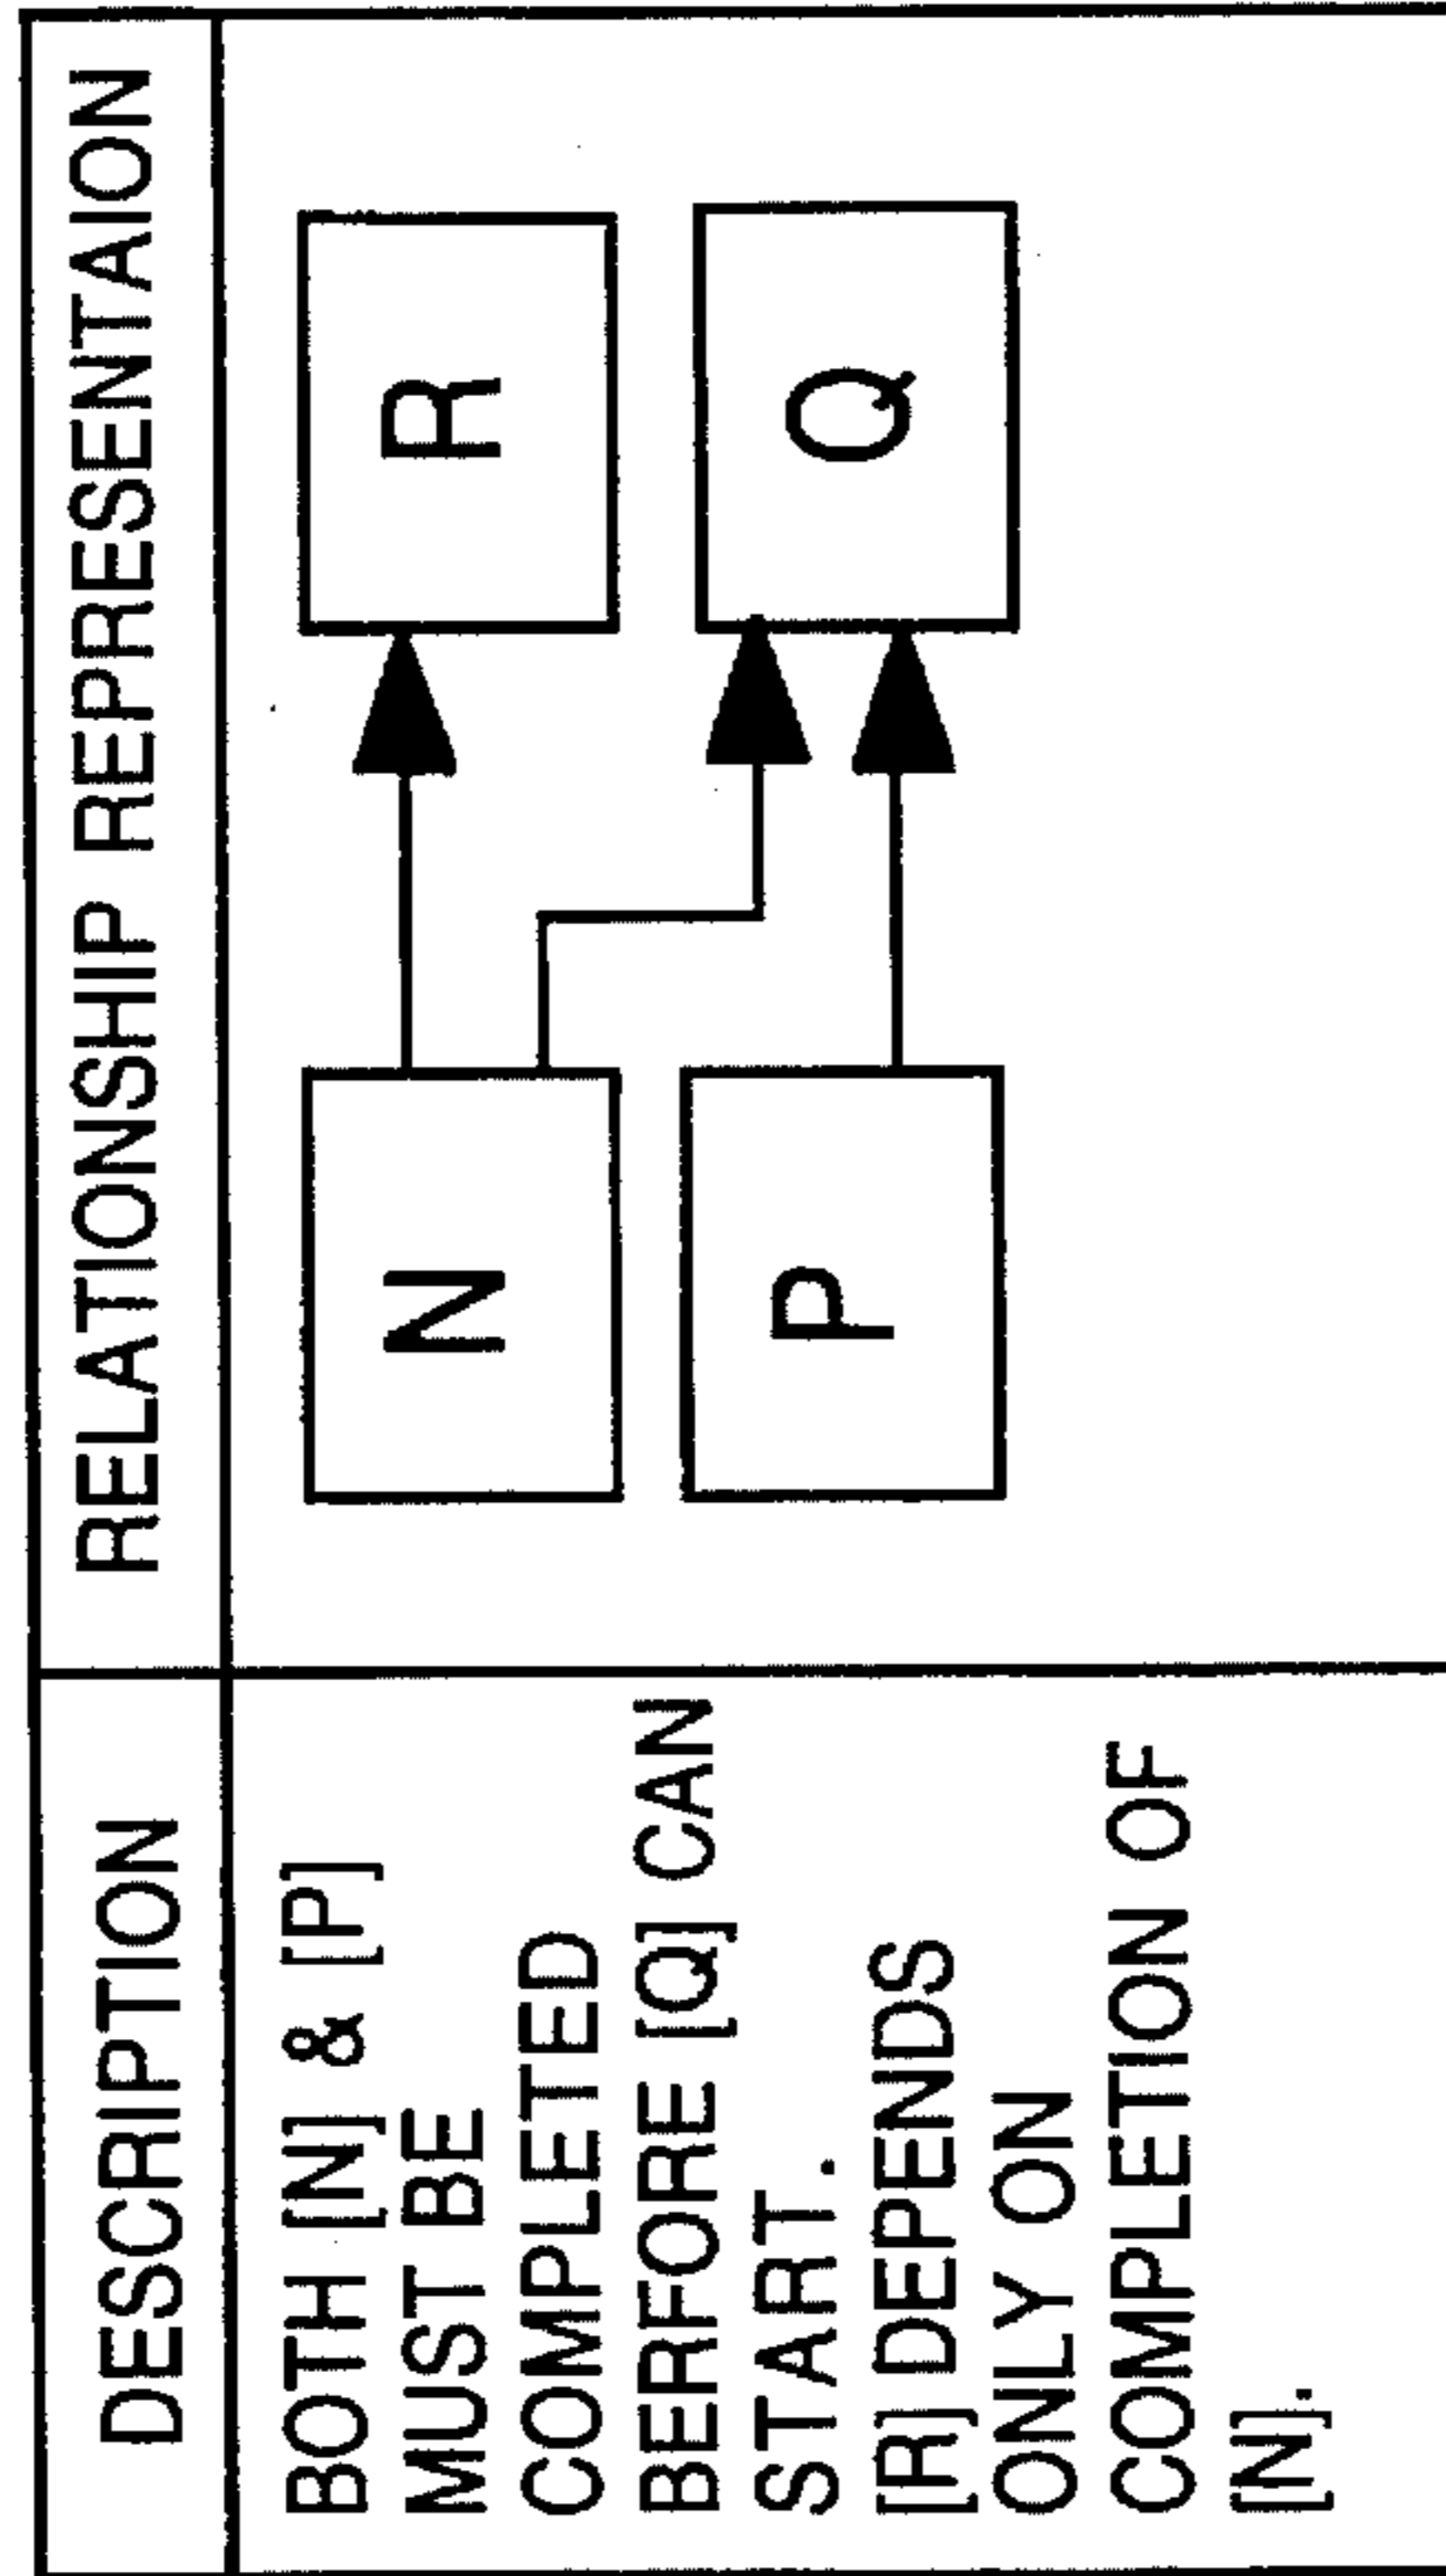 DESCRIPTION
RELATIONSHIP REPRESENTAION
BOTH [N] & [P]
MUST BE
COMPLETED
BERFORE [Q] CAN
START.
[R] DEPENDS
ONLY ON
COMPLETION OF
[N].
N
R
P
Q